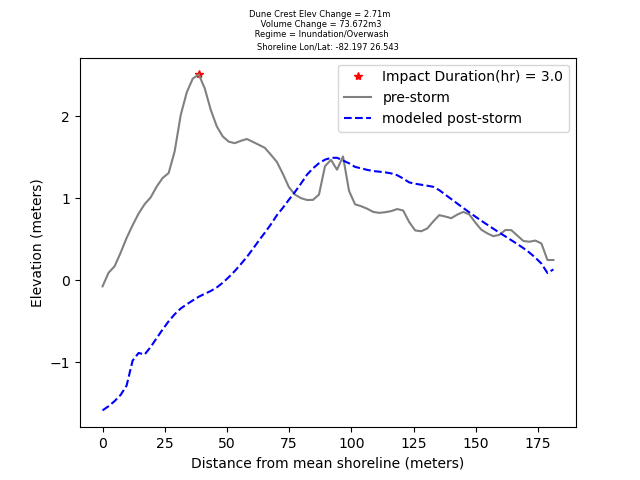 Dune Crest Elev Change = 2.71m
Volume Change = 73.672m3
Regime = Inundation/Overwash
Shoreline Lon/Lat: -82.197 26.543
Impact Duration(hr) = 3.0
pre-storm
modeled post-storm
Elevation (meters)
2
1
0
−1
0 25 50 75 100 125 150 175
Distance from mean shoreline (meters)